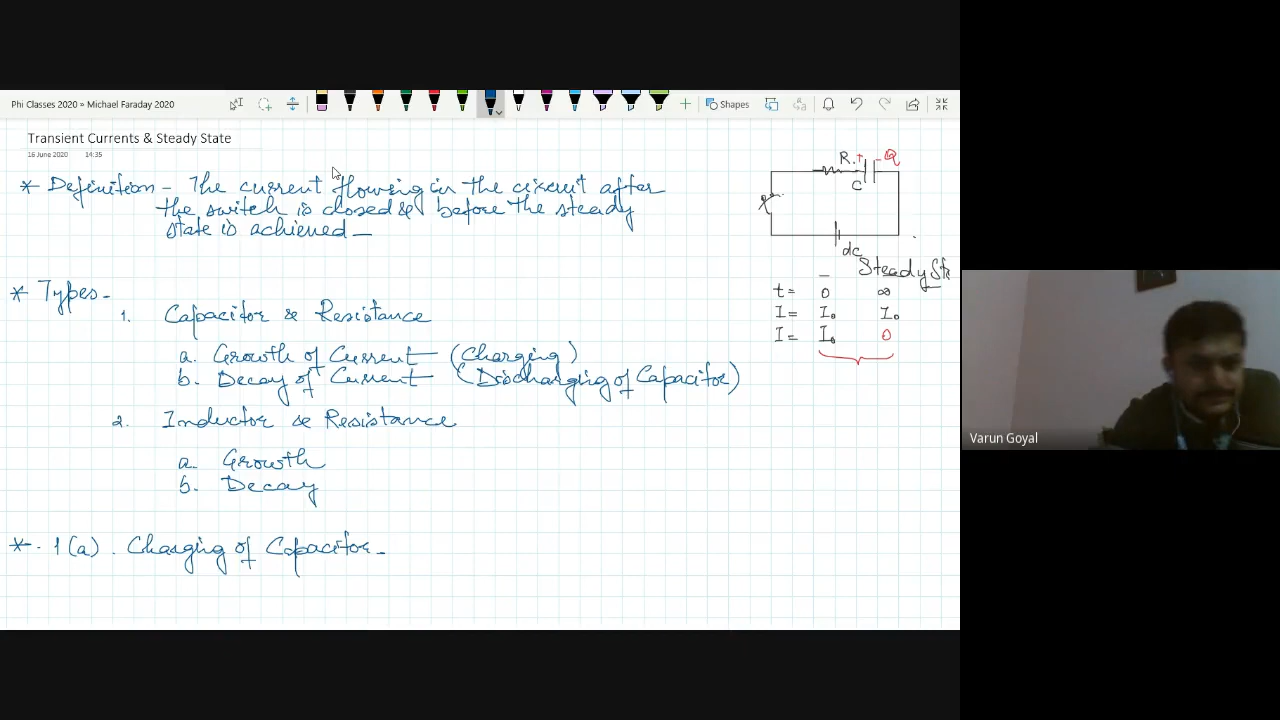 Phi Classes 2020 » Michael Faraday 2020
Shapes
Transient Currents & Steady State
16 June 2020 14:35
* Definition - The current flowing in the circuit after
the switch is closed & before the steady
state is achieved -
R
+ - Q
C
dc
Steady St
t = 0 ∞
I = I₀ I₀
I = I₀ 0
* Types -
1. Capacitor & Resistance
a. Growth of Current - (Charging)
b. Decay of Current (Discharging of Capacitor)
2. Inductor & Resistance
a. Growth
b. Decay
Varun Goyal
* . 1(a) . Charging of Capacitor -